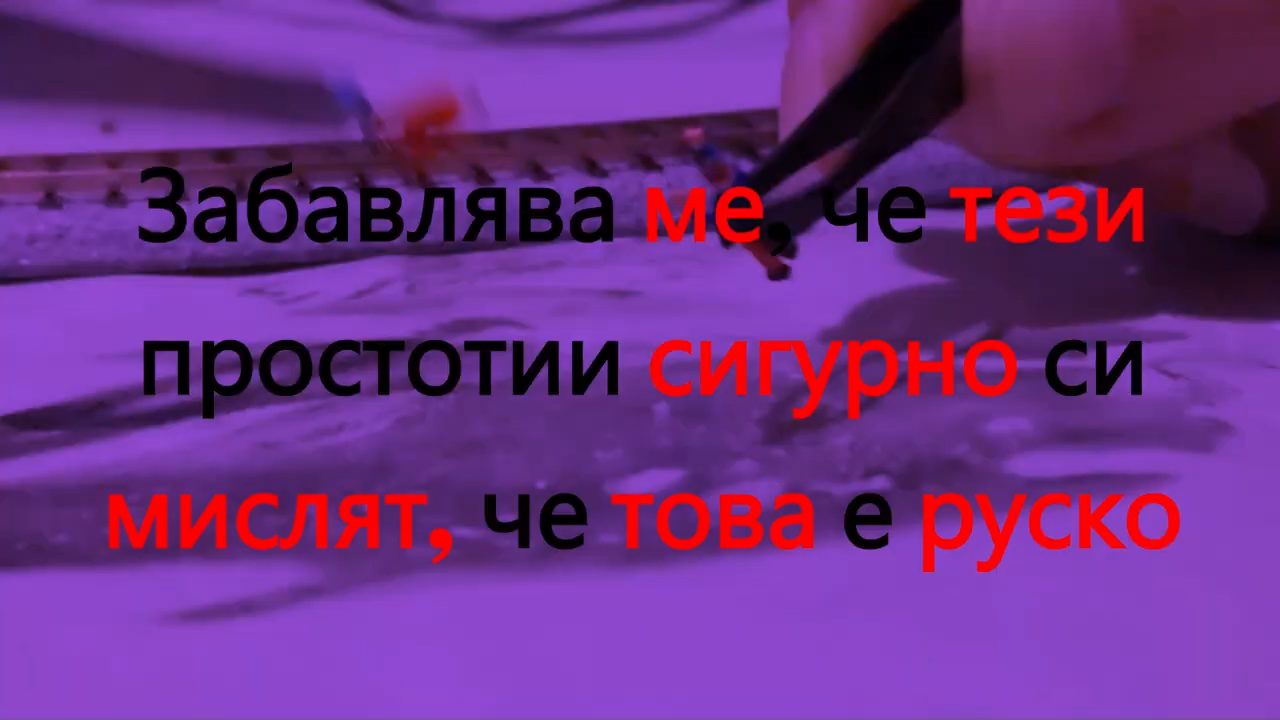 Забавлява ме, че тези
простотии сигурно си
мислят, че това е руско